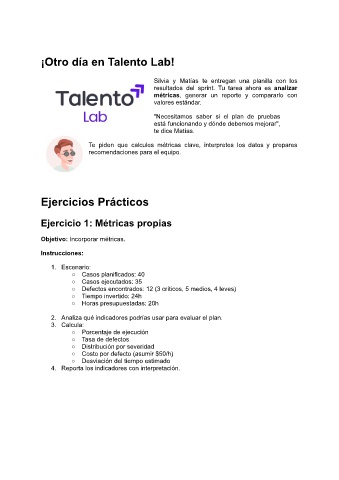 ¡Otro día en Talento Lab!
Talento
Lab
Silvia y Matías te entregan una planilla con los
resultados del sprint. Tu tarea ahora es analizar
métricas, generar un reporte y compararlo con
valores estándar.
"Necesitamos saber si el plan de pruebas
está funcionando y dónde debemos mejorar",
te dice Matías.
Te piden que calcules métricas clave, interpretes los datos y prepares
recomendaciones para el equipo.
Ejercicios Prácticos
Ejercicio 1: Métricas propias
Objetivo: Incorporar métricas.
Instrucciones:
1. Escenario:
○ Casos planificados: 40
○ Casos ejecutados: 35
○ Defectos encontrados: 12 (3 críticos, 5 medios, 4 leves)
○ Tiempo invertido: 24h
○ Horas presupuestadas: 20h
2. Analiza qué indicadores podrías usar para evaluar el plan.
3. Calcula:
○ Porcentaje de ejecución
○ Tasa de defectos
○ Distribución por severidad
○ Costo por defecto (asumir $50/h)
○ Desviación del tiempo estimado
4. Reporta los indicadores con interpretación.